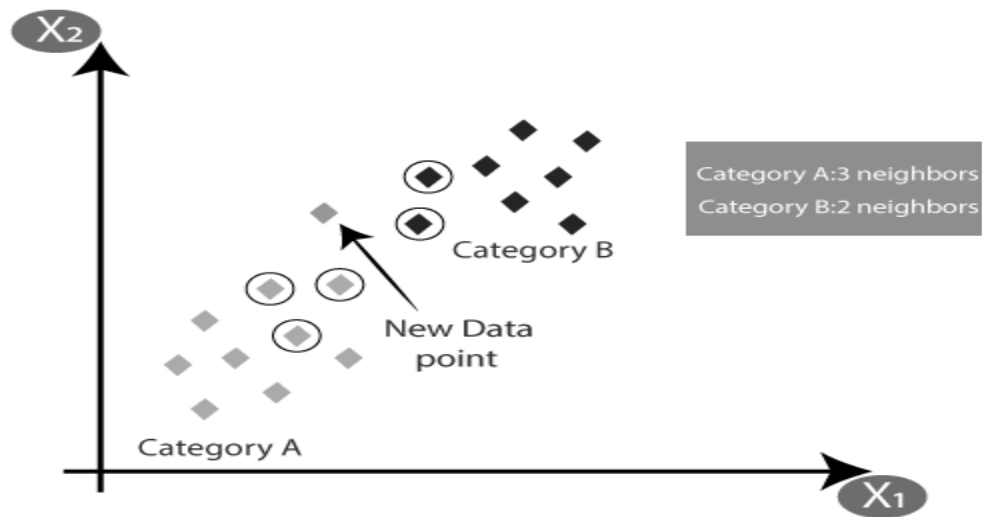 X₂
Category A:3 neighbors
Category B:2 neighbors
Category B
New Data
point
Category A
X₁